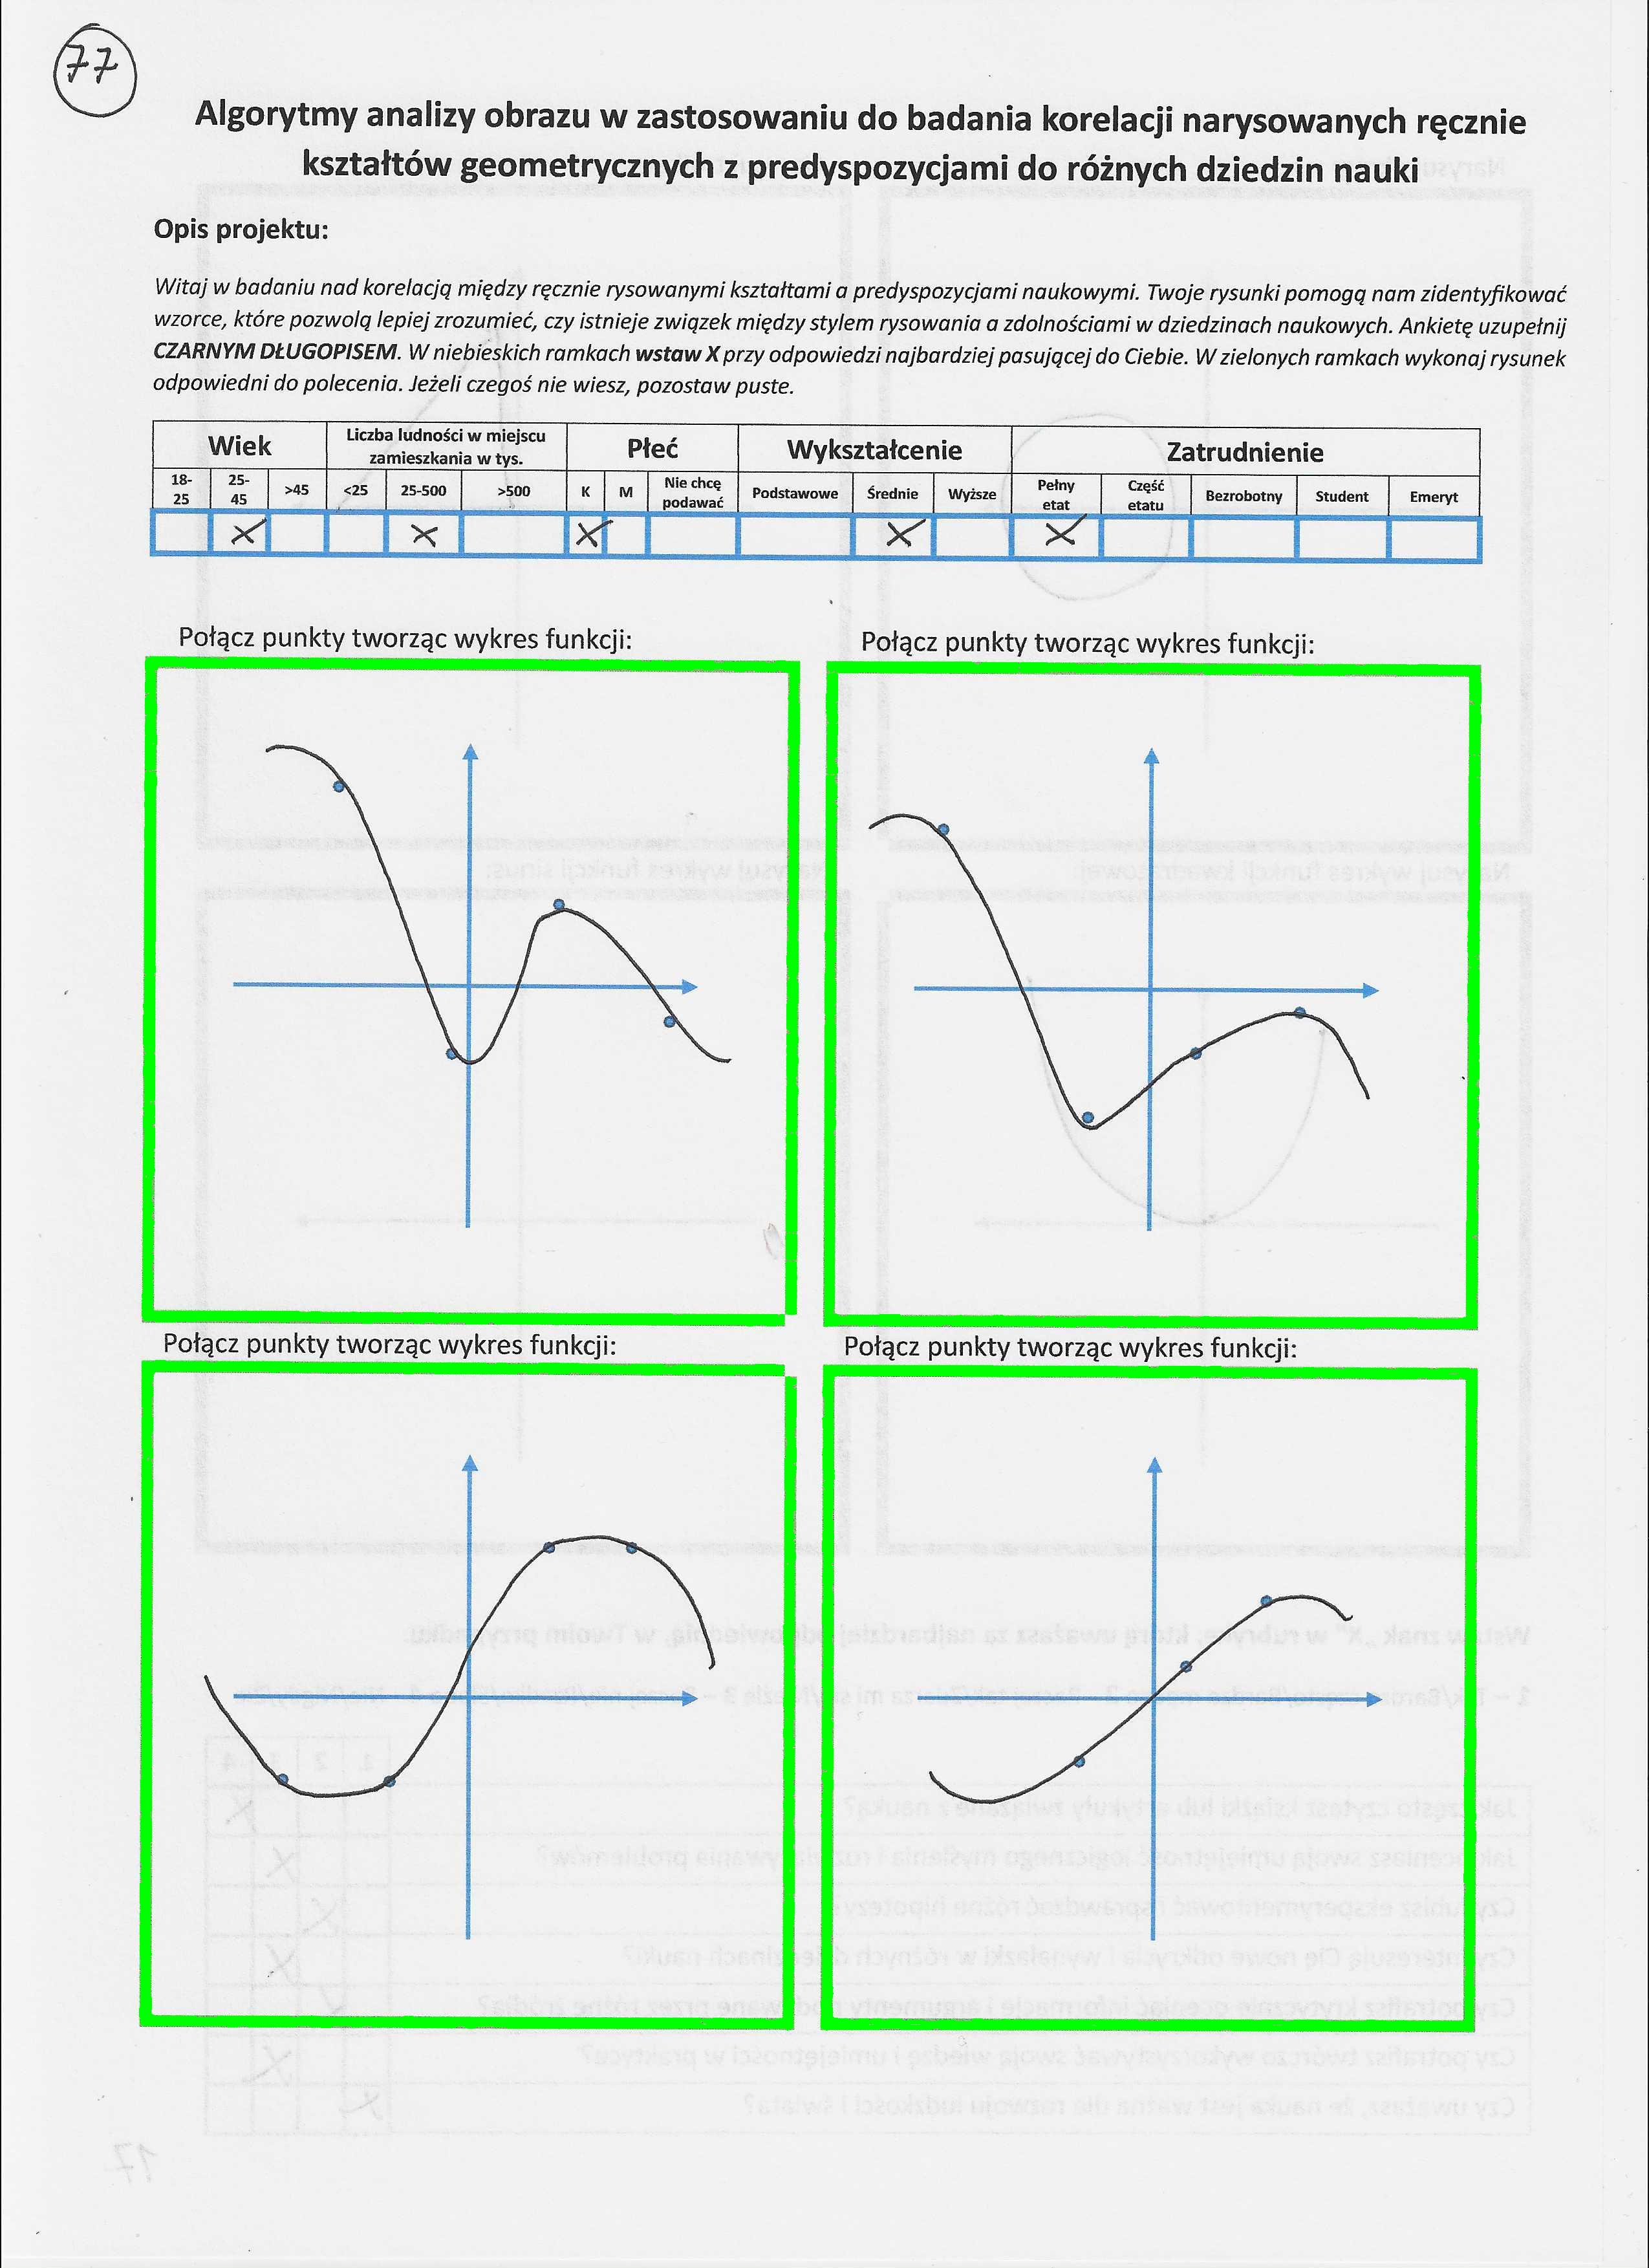 77
Algorytmy analizy obrazu w zastosowaniu do badania korelacji narysowanych ręcznie
kształtów geometrycznych z predyspozycjami do różnych dziedzin nauki
Opis projektu:
Witaj w badaniu nad korelacją między ręcznie rysowanymi kształtami a predyspozycjami naukowymi. Twoje rysunki pomogą nam zidentyfikować
wzorce, które pozwolą lepiej zrozumieć, czy istnieje związek między stylem rysowania a zdolnościami w dziedzinach naukowych. Ankietę uzupełnij
CZARNYM DŁUGOPISEM. W niebieskich ramkach wstaw X przy odpowiedzi najbardziej pasującej do Ciebie. W zielonych ramkach wykonaj rysunek
odpowiedni do polecenia. Jeżeli czegoś nie wiesz, pozostaw puste.
Wiek Liczba ludności w miejscu zamieszkania w tys. Płeć Wykształcenie Zatrudnienie
18-25 25-45 >45 <25 25-500 >500 K M Nie chcę podawać Podstawowe Średnie Wyższe Pełny etat Część etatu Bezrobotny Student Emeryt
X X X X X
Połącz punkty tworząc wykres funkcji: Połącz punkty tworząc wykres funkcji:
Połącz punkty tworząc wykres funkcji: Połącz punkty tworząc wykres funkcji: